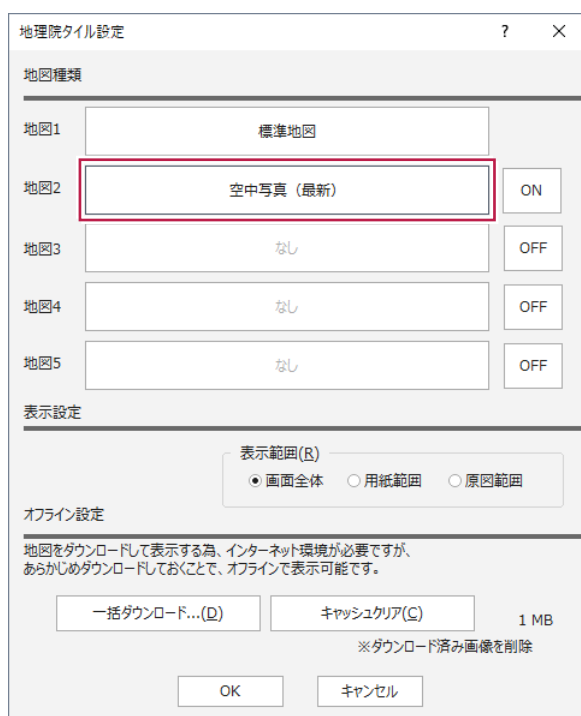 地理院タイル設定 ? ×
地図種類
地図1 標準地図
地図2 空中写真（最新） ON
地図3 なし OFF
地図4 なし OFF
地図5 なし OFF
表示設定
表示範囲(R)
画面全体 用紙範囲 原図範囲
オフライン設定
地図をダウンロードして表示する為、インターネット環境が必要ですが、
あらかじめダウンロードしておくことで、オフラインで表示可能です。
一括ダウンロード...(D) キャッシュクリア(C) 1 MB
※ダウンロード済み画像を削除
OK キャンセル